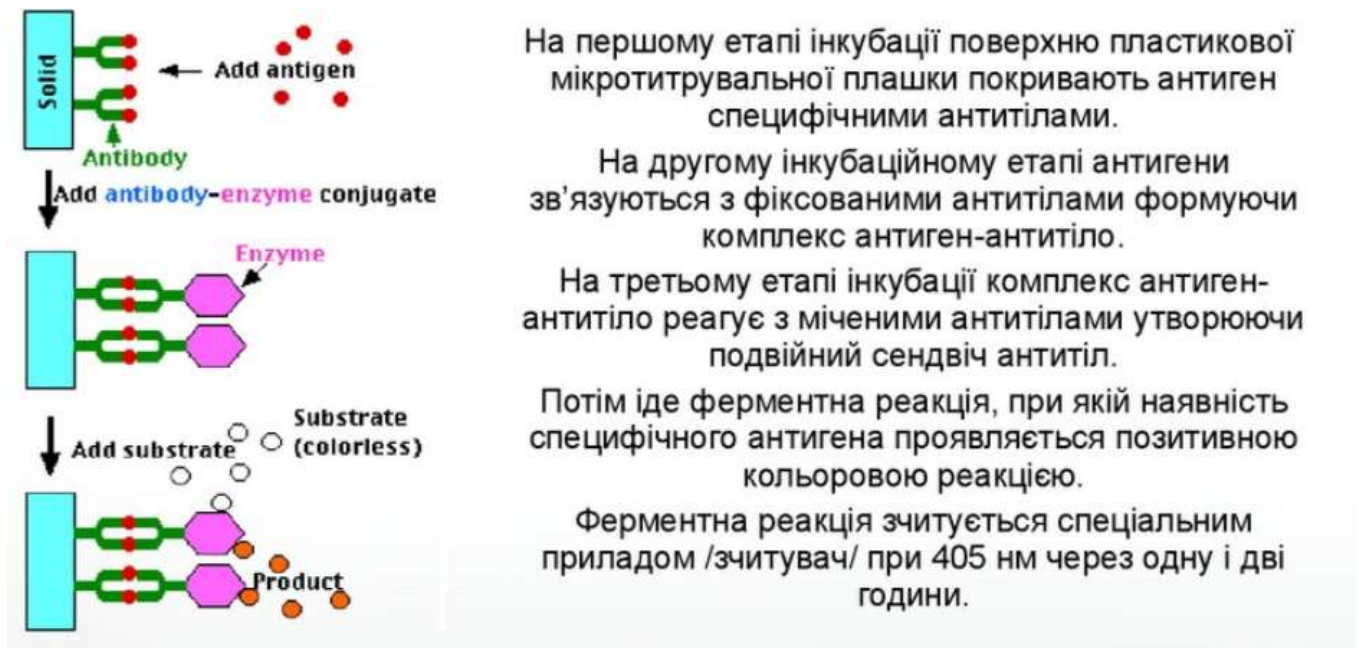 Solid
Add antigen
Antibody
Add antibody-enzyme conjugate
Enzyme
Substrate
(colorless)
Add substrate
Product
На першому етапі інкубації поверхню пластикової
мікротитрувальної плашки покривають антиген
специфічними антитілами.
На другому інкубаційному етапі антигени
зв’язуються з фіксованими антитілами формуючи
комплекс антиген-антитіло.
На третьому етапі інкубації комплекс антиген-
антитіло реагує з міченими антитілами утворюючи
подвійний сендвіч антитіл.
Потім іде ферментна реакція, при якій наявність
специфічного антигена проявляється позитивною
кольоровою реакцією.
Ферментна реакція зчитується спеціальним
приладом /зчитувач/ при 405 нм через одну і дві
години.